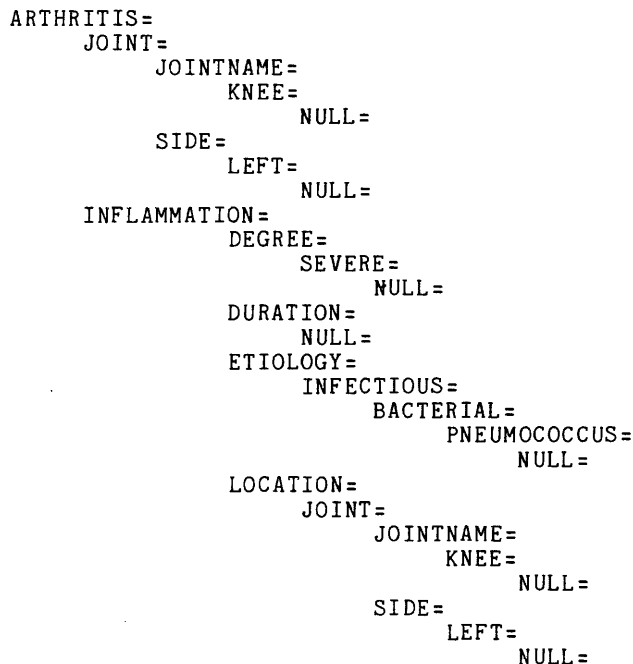 ARTHRITIS=
JOINT=
JOINTNAME=
KNEE=
NULL=
SIDE=
LEFT=
NULL=
INFLAMMATION=
DEGREE=
SEVERE=
NULL=
DURATION=
NULL=
ETIOLOGY=
INFECTIOUS=
BACTERIAL=
PNEUMOCOCCUS=
NULL=
LOCATION=
JOINT=
JOINTNAME=
KNEE=
NULL=
SIDE=
LEFT=
NULL=